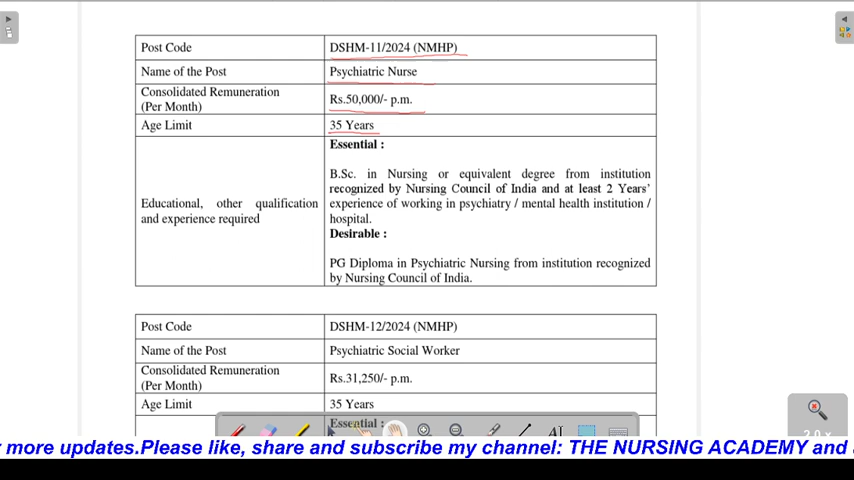 Post Code DSHM-11/2024 (NMHP)
Name of the Post Psychiatric Nurse
Consolidated Remuneration
(Per Month) Rs.50,000/- p.m.
Age Limit 35 Years
Educational, other qualification
and experience required
Essential :
B.Sc. in Nursing or equivalent degree from institution
recognized by Nursing Council of India and at least 2 Years'
experience of working in psychiatry / mental health institution /
hospital.
Desirable :
PG Diploma in Psychiatric Nursing from institution recognized
by Nursing Council of India.
Post Code DSHM-12/2024 (NMHP)
Name of the Post Psychiatric Social Worker
Consolidated Remuneration
(Per Month) Rs.31,250/- p.m.
Age Limit 35 Years
Essential :
2.0 x
more updates.Please like, share and subscribe my channel: THE NURSING ACADEMY and